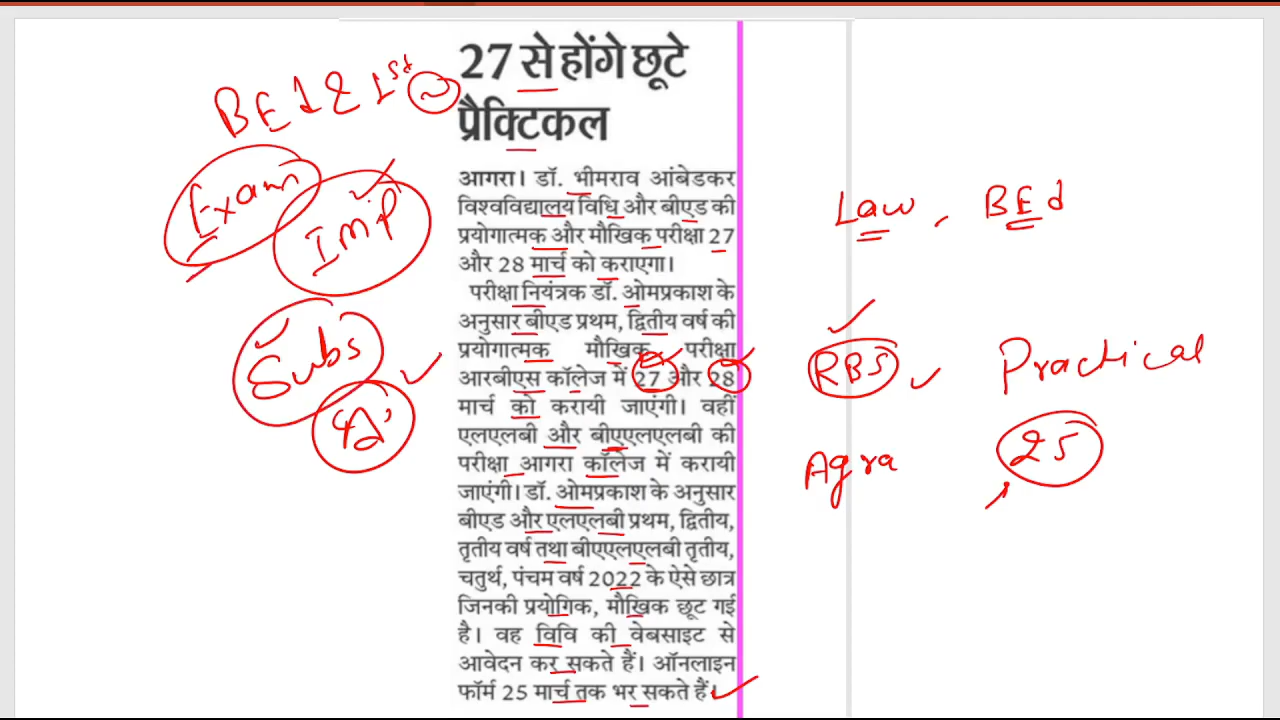 27 से होंगे छूटे
प्रैक्टिकल
आगरा। डॉ. भीमराव आंबेडकर
विश्वविद्यालय विधि और बीएड की
प्रयोगात्मक और मौखिक परीक्षा 27
और 28 मार्च को कराएगा।
परीक्षा नियंत्रक डॉ. ओमप्रकाश के
अनुसार बीएड प्रथम, द्वितीय वर्ष की
प्रयोगात्मक मौखिक परीक्षा
आरबीएस कॉलेज में 27 और 28
मार्च को करायी जाएंगी। वहीं
एलएलबी और बीएएलएलबी की
परीक्षा आगरा कॉलेज में करायी
जाएंगी। डॉ. ओमप्रकाश के अनुसार
बीएड और एलएलबी प्रथम, द्वितीय,
तृतीय वर्ष तथा बीएएलएलबी तृतीय,
चतुर्थ, पंचम वर्ष 2022 के ऐसे छात्र
जिनकी प्रयोगिक, मौखिक छूट गई
है। वह विवि की वेबसाइट से
आवेदन कर सकते हैं। ऑनलाइन
फॉर्म 25 मार्च तक भर सकते हैं।
BEd
1st
Exam
IMP
Subs
Law, BEd
RBS
Practical
Agra
25